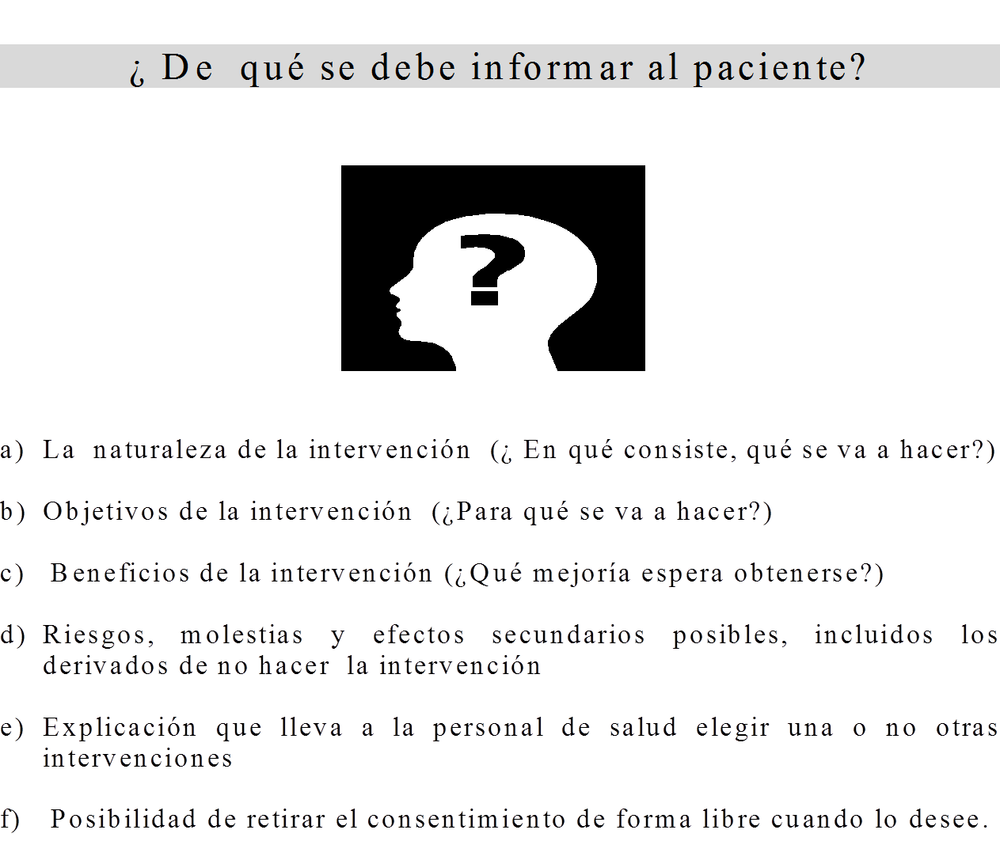 ¿ De qué se debe informar al paciente?
?
a) La naturaleza de la intervención (¿ En qué consiste, qué se va a hacer?)
b) Objetivos de la intervención (¿Para qué se va a hacer?)
c) Beneficios de la intervención (¿Qué mejoría espera obtenerse?)
d) Riesgos, molestias y efectos secundarios posibles, incluidos los
derivados de no hacer la intervención
e) Explicación que lleva a la personal de salud elegir una o no otras
intervenciones
f) Posibilidad de retirar el consentimiento de forma libre cuando lo desee.